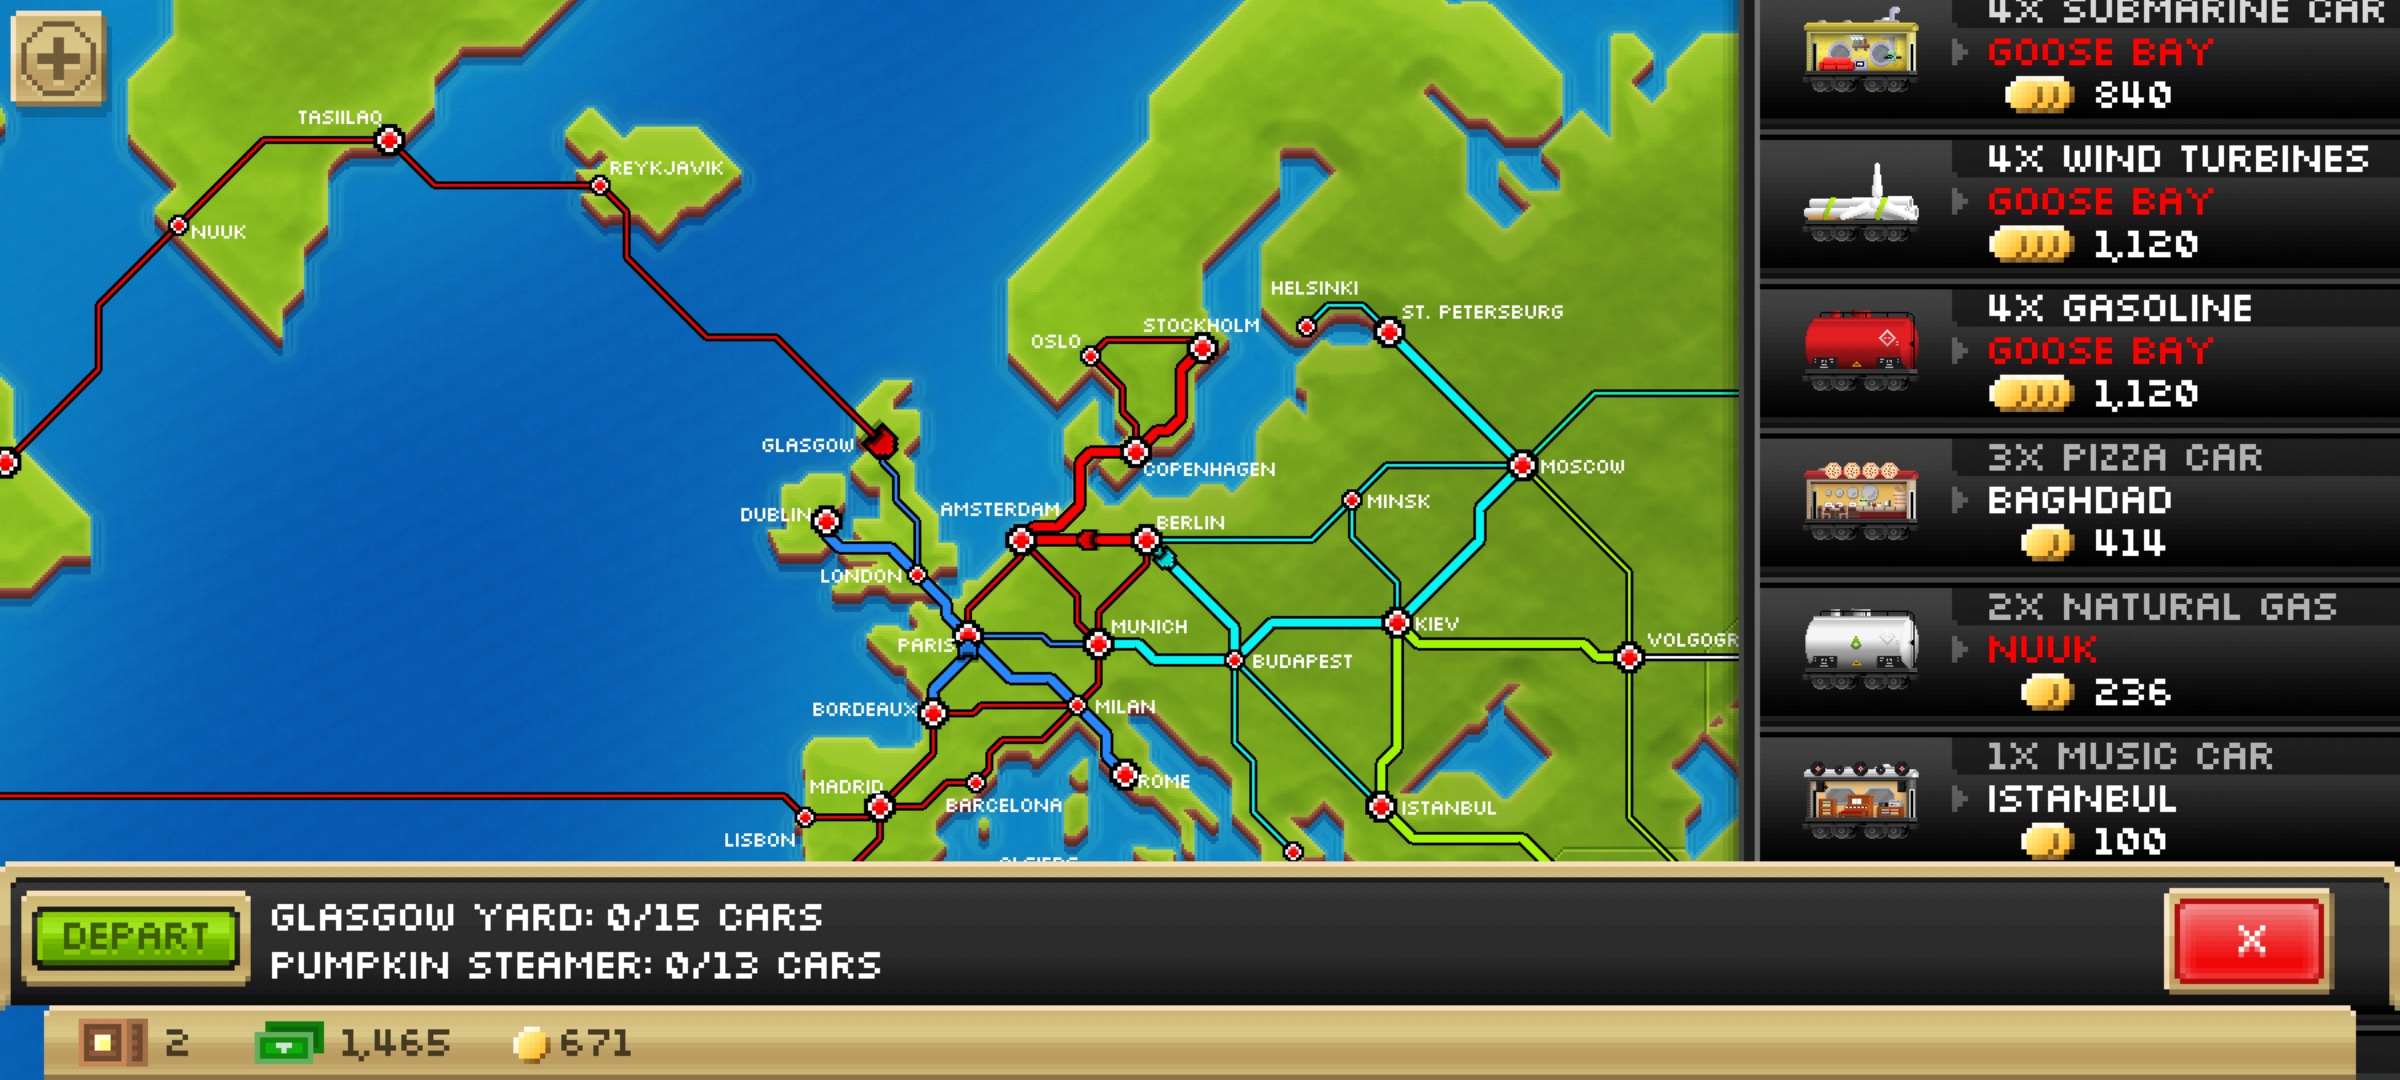 TASIILAQ
REYKJAVIK
NUUK
HELSINKI
ST. PETERSBURG
STOCKHOLM
OSLO
GLASGOW
COPENHAGEN
MOSCOW
MINSK
DUBLIN
AMSTERDAM
BERLIN
LONDON
PARIS
MUNICH
KIEV
VOLGOGR
BUDAPEST
BORDEAUX
MILAN
MADRID
ROME
BARCELONA
ISTANBUL
LISBON
4X SUBMARINE CAR
GOOSE BAY
840
4X WIND TURBINES
GOOSE BAY
1,120
4X GASOLINE
GOOSE BAY
1,120
3X PIZZA CAR
BAGHDAD
414
2X NATURAL GAS
NUUK
236
1X MUSIC CAR
ISTANBUL
100
DEPART
GLASGOW YARD: 0/15 CARS
PUMPKIN STEAMER: 0/13 CARS
X
2
1,465
671